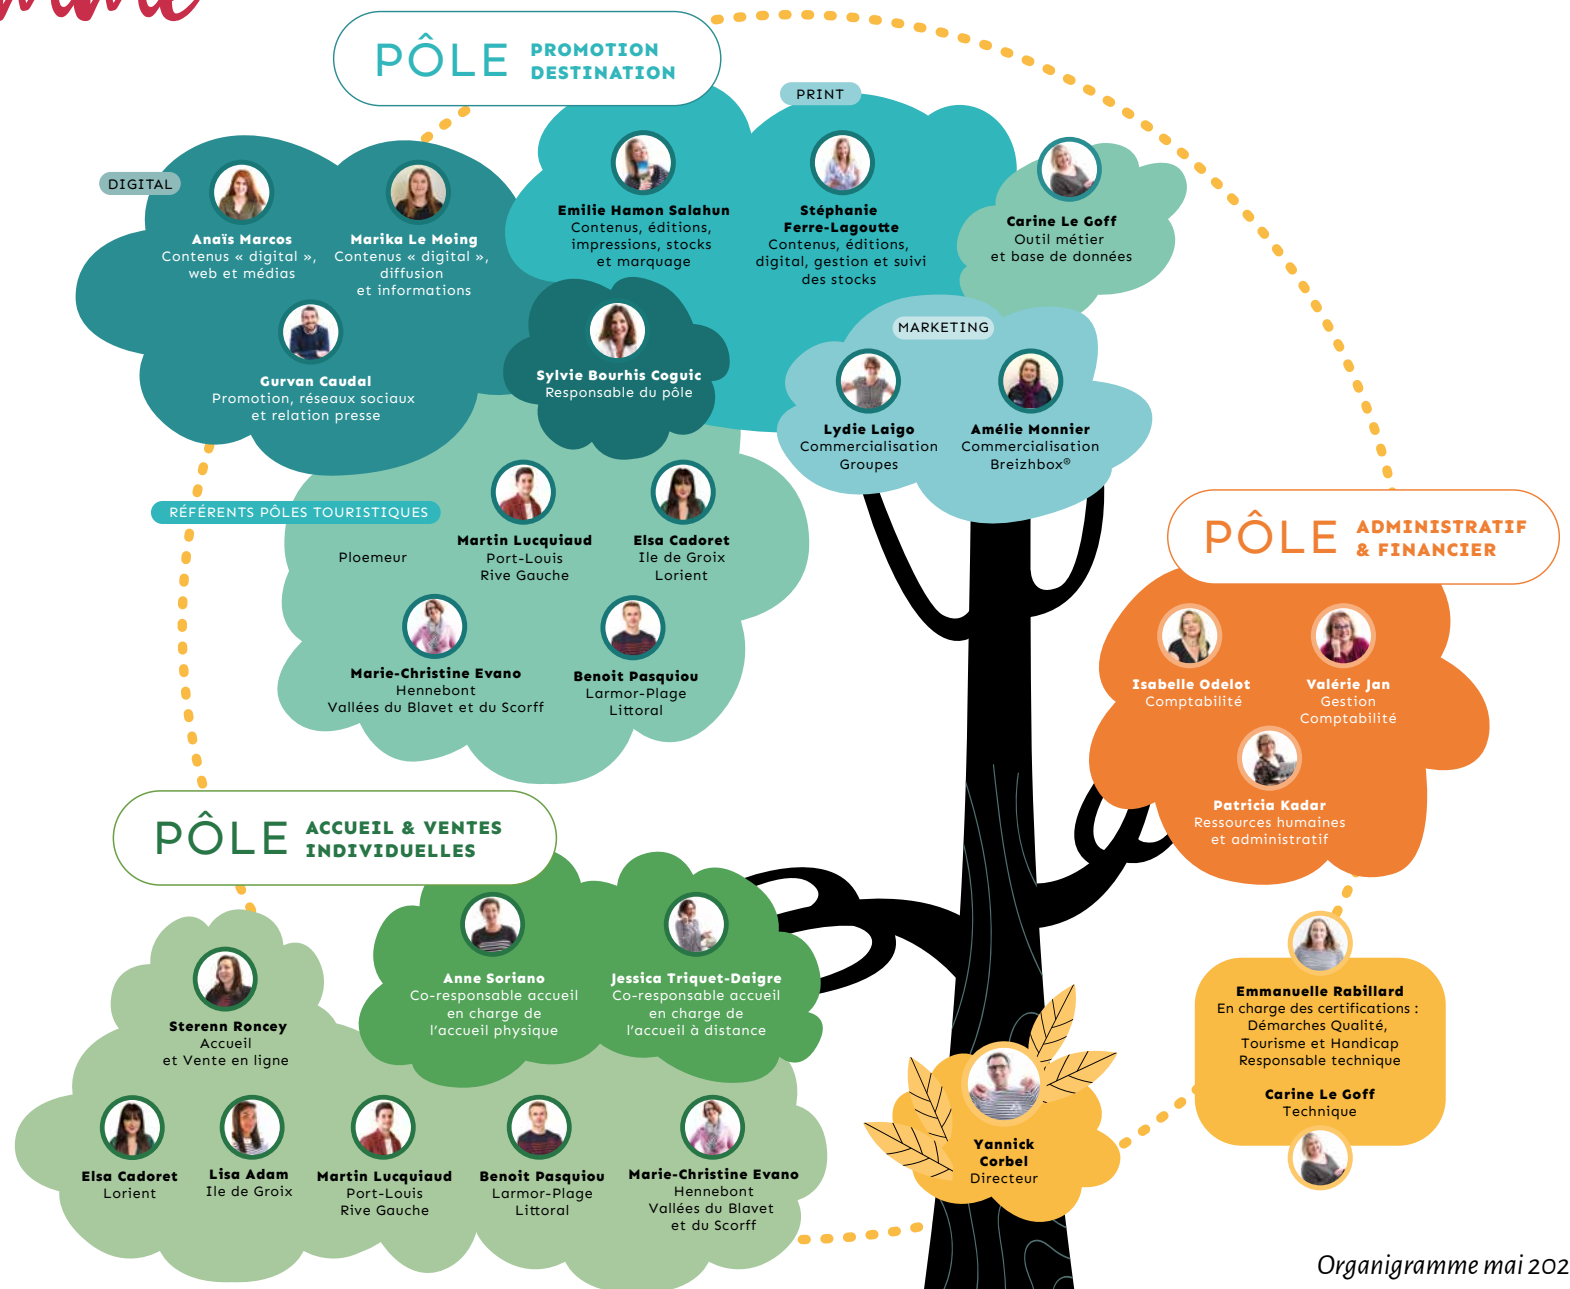 PÔLE PROMOTION
DESTINATION
PRINT
DIGITAL
Anaïs Marcos
Contenus « digital »,
web et médias
Marika Le Moing
Contenus « digital »,
diffusion
et informations
Gurvan Caudal
Promotion, réseaux sociaux
et relation presse
Emilie Hamon Salahun
Contenus, éditions,
impressions, stocks
et marquage
Stéphanie
Ferre-Lagoutte
Contenus, éditions,
digital, gestion et suivi
des stocks
Carine Le Goff
Outil métier
et base de données
Sylvie Bourhis Coguic
Responsable du pôle
MARKETING
Lydie Laigo
Commercialisation
Groupes
Amélie Monnier
Commercialisation
Breizhbox®
RÉFÉRENTS PÔLES TOURISTIQUES
Ploemeur
Martin Lucquiaud
Port-Louis
Rive Gauche
Elsa Cadoret
Ile de Groix
Lorient
Marie-Christine Evano
Hennebont
Vallées du Blavet et du Scorff
Benoit Pasquiou
Larmor-Plage
Littoral
PÔLE ADMINISTRATIF
& FINANCIER
Isabelle Odelot
Comptabilité
Valérie Jan
Gestion
Comptabilité
Patricia Kadar
Ressources humaines
et administratif
PÔLE ACCUEIL & VENTES
INDIVIDUELLES
Anne Soriano
Co-responsable accueil
en charge de
l'accueil physique
Jessica Triquet-Daigre
Co-responsable accueil
en charge de
l'accueil à distance
Sterenn Roncey
Accueil
et Vente en ligne
Elsa Cadoret
Lorient
Lisa Adam
Ile de Groix
Martin Lucquiaud
Port-Louis
Rive Gauche
Benoit Pasquiou
Larmor-Plage
Littoral
Marie-Christine Evano
Hennebont
Vallées du Blavet
et du Scorff
Yannick
Corbel
Directeur
Emmanuelle Rabillard
En charge des certifications :
Démarches Qualité,
Tourisme et Handicap
Responsable technique
Carine Le Goff
Technique
Organigramme mai 202